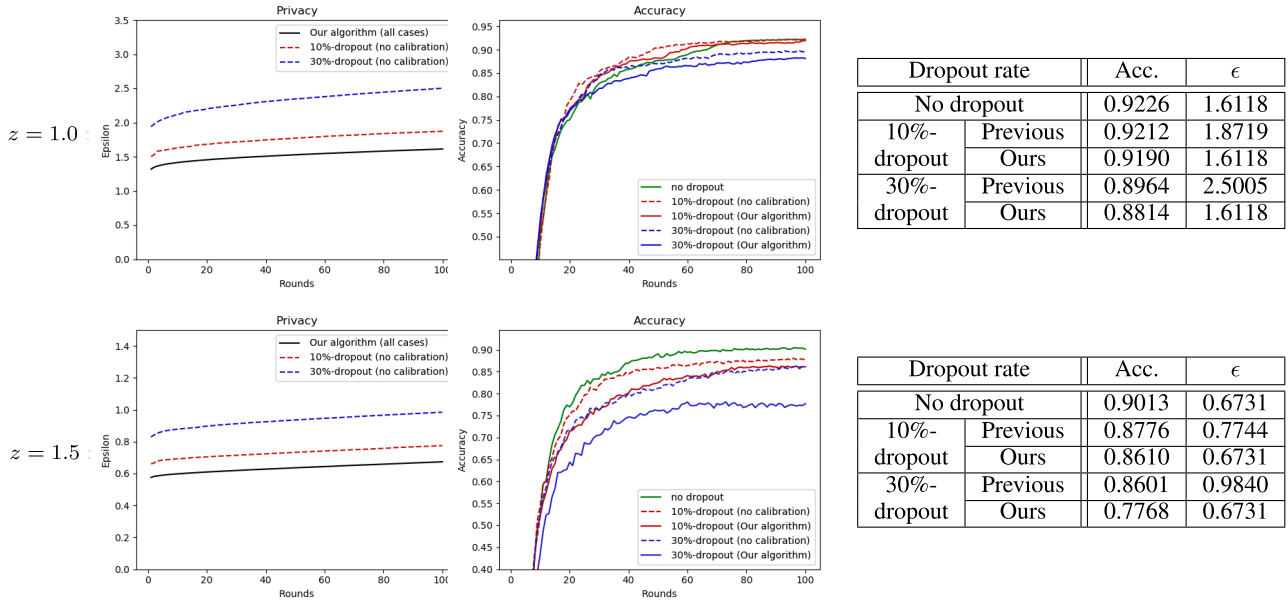 z = 1.0
Privacy
Epsilon
3.5
3.0
2.5
2.0
1.5
1.0
0.5
0.0
0 20 40 60 80 100
Rounds
Our algorithm (all cases)
10%-dropout (no calibration)
30%-dropout (no calibration)
Accuracy
Accuracy
0.95
0.90
0.85
0.80
0.75
0.70
0.65
0.60
0.55
0.50
0 20 40 60 80 100
Rounds
no dropout
10%-dropout (no calibration)
10%-dropout (Our algorithm)
30%-dropout (no calibration)
30%-dropout (Our algorithm)
Dropout rate Acc. ϵ
No dropout 0.9226 1.6118
10%-dropout Previous 0.9212 1.8719
Ours 0.9190 1.6118
30%-dropout Previous 0.8964 2.5005
Ours 0.8814 1.6118
z = 1.5
Privacy
Epsilon
1.4
1.2
1.0
0.8
0.6
0.4
0.2
0.0
0 20 40 60 80 100
Rounds
Our algorithm (all cases)
10%-dropout (no calibration)
30%-dropout (no calibration)
Accuracy
Accuracy
0.90
0.85
0.80
0.75
0.70
0.65
0.60
0.55
0.50
0.45
0.40
0 20 40 60 80 100
Rounds
no dropout
10%-dropout (no calibration)
10%-dropout (Our algorithm)
30%-dropout (no calibration)
30%-dropout (Our algorithm)
Dropout rate Acc. ϵ
No dropout 0.9013 0.6731
10%-dropout Previous 0.8776 0.7744
Ours 0.8610 0.6731
30%-dropout Previous 0.8601 0.9840
Ours 0.7768 0.6731